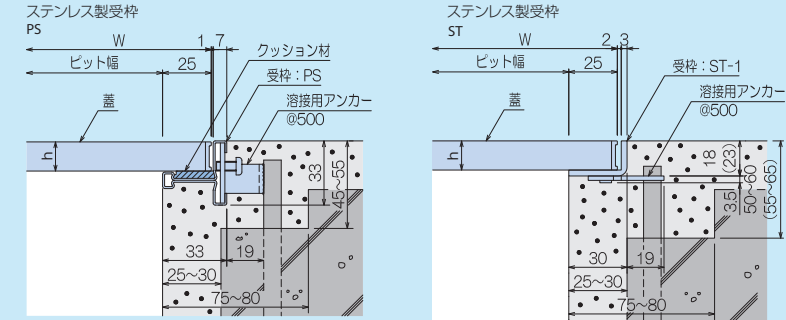 ステンレス製受枠
PS
W
1
7
ピット幅
25
クッション材
受枠：PS
溶接用アンカー
@500
蓋
h
33
45～55
33
19
25～30
75～80
ステンレス製受枠
ST
W
2
3
ピット幅
25
受枠：ST-1
溶接用アンカー
@500
蓋
h
18
(23)
3.5
50～60
(55～65)
30
19
25～30
75～80